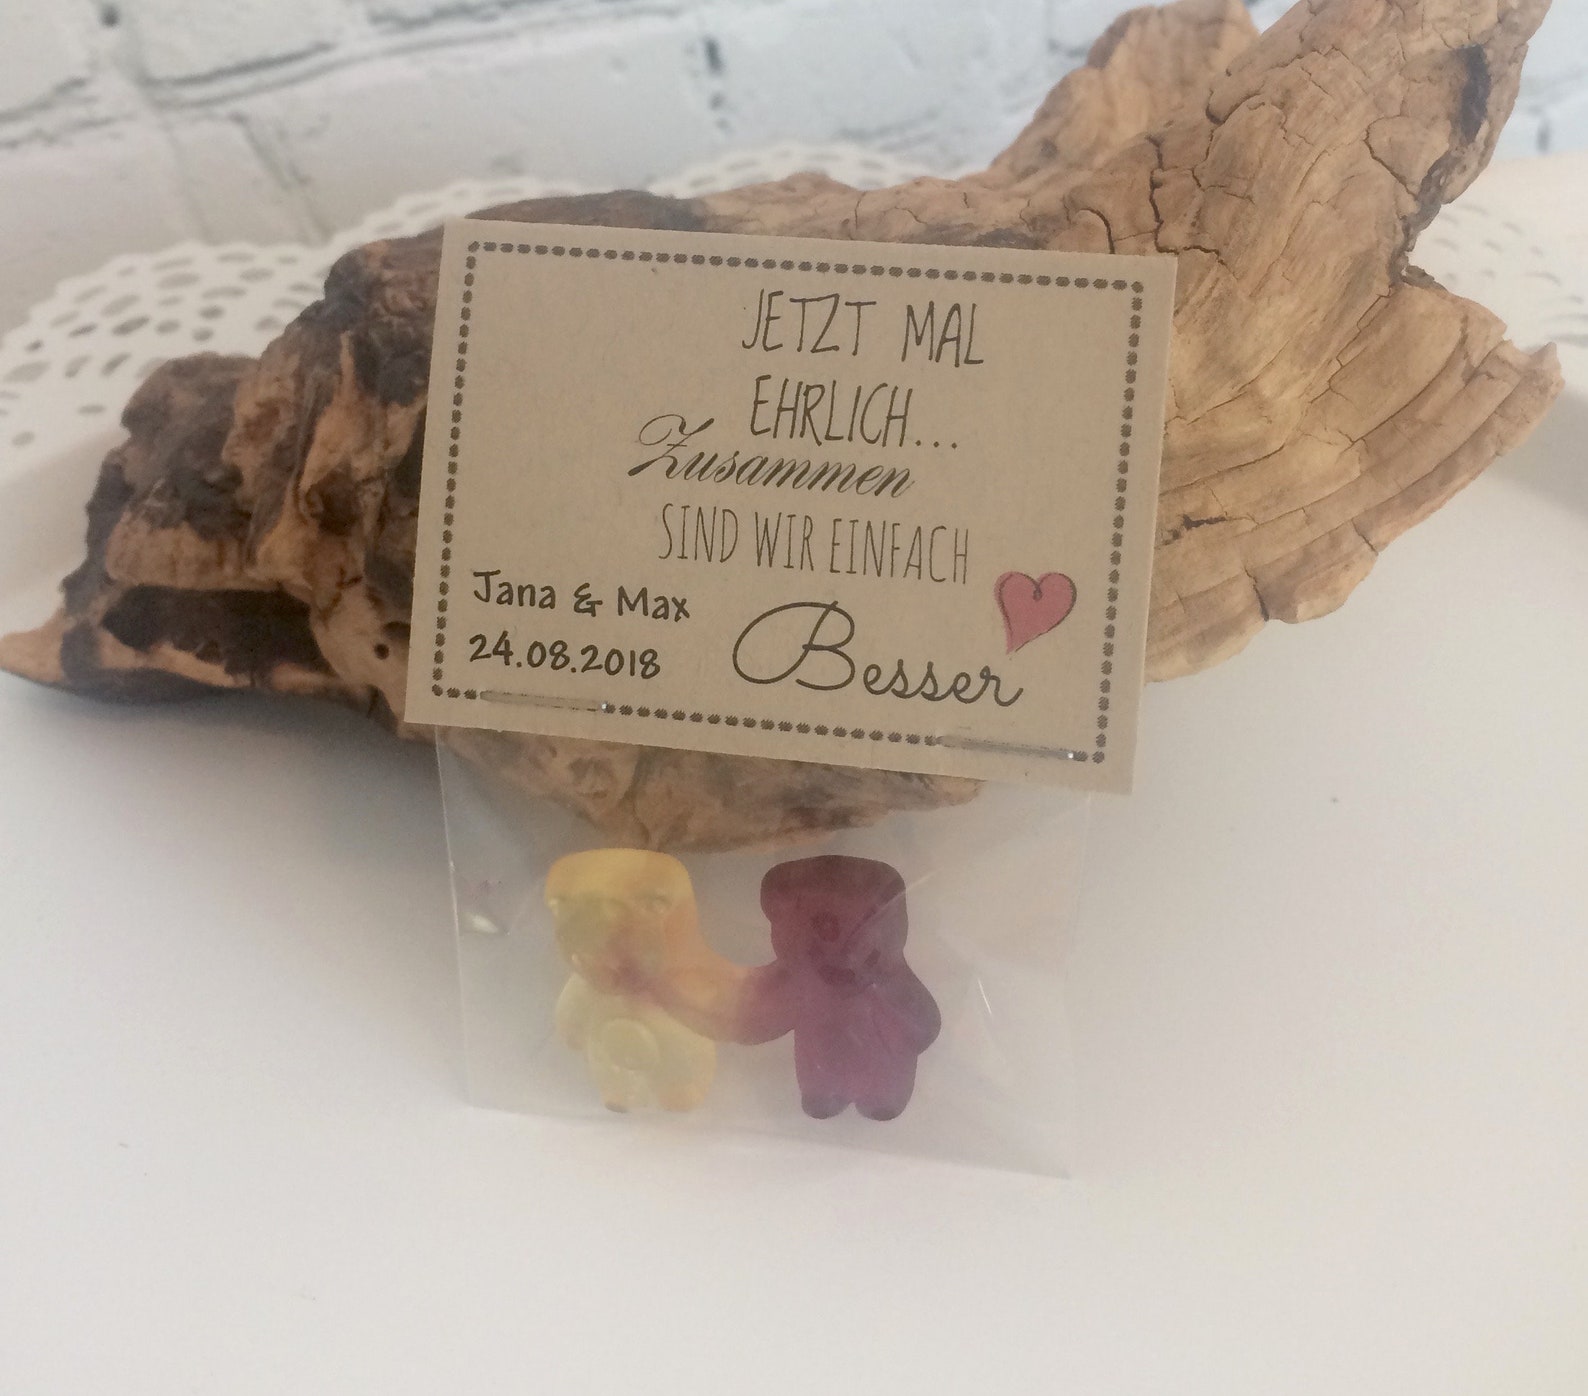 JETZT MAL
EHRLICH...
Zusammen
SIND WIR EINFACH
Besser
Jana & Max
24.08.2018